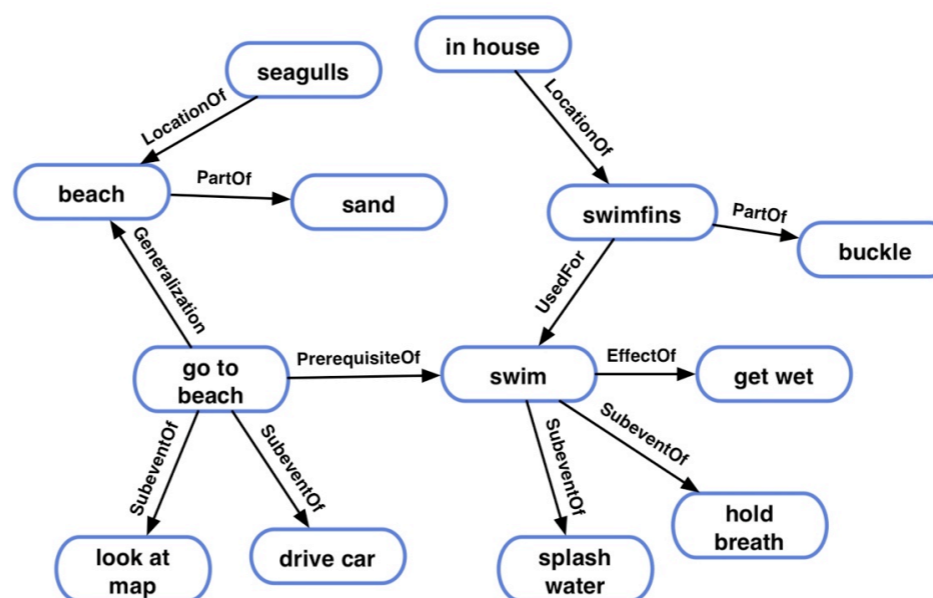 in house
seagulls
LocationOf
LocationOf
beach
PartOf
sand
swimfins
PartOf
buckle
Generalization
UsedFor
go to
beach
PrerequisiteOf
swim
EffectOf
get wet
SubeventOf
SubeventOf
SubeventOf
SubeventOf
look at
map
drive car
splash
water
hold
breath